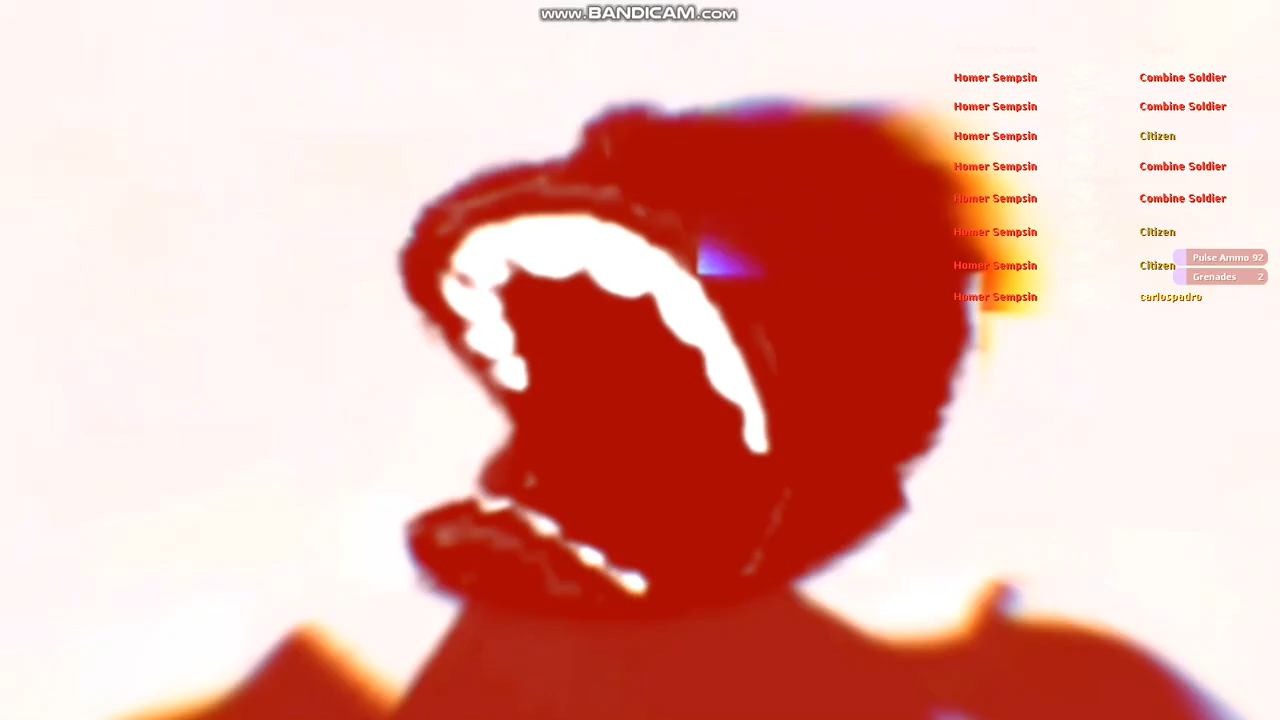 www.BANDICAM.com
Homer Sempsin Combine Soldier
Homer Sempsin Combine Soldier
Homer Sempsin Citizen
Homer Sempsin Combine Soldier
Homer Sempsin Combine Soldier
Homer Sempsin Citizen
Pulse Ammo 92
Homer Sempsin Citizen
Grenades 2
Homer Sempsin carlospadro